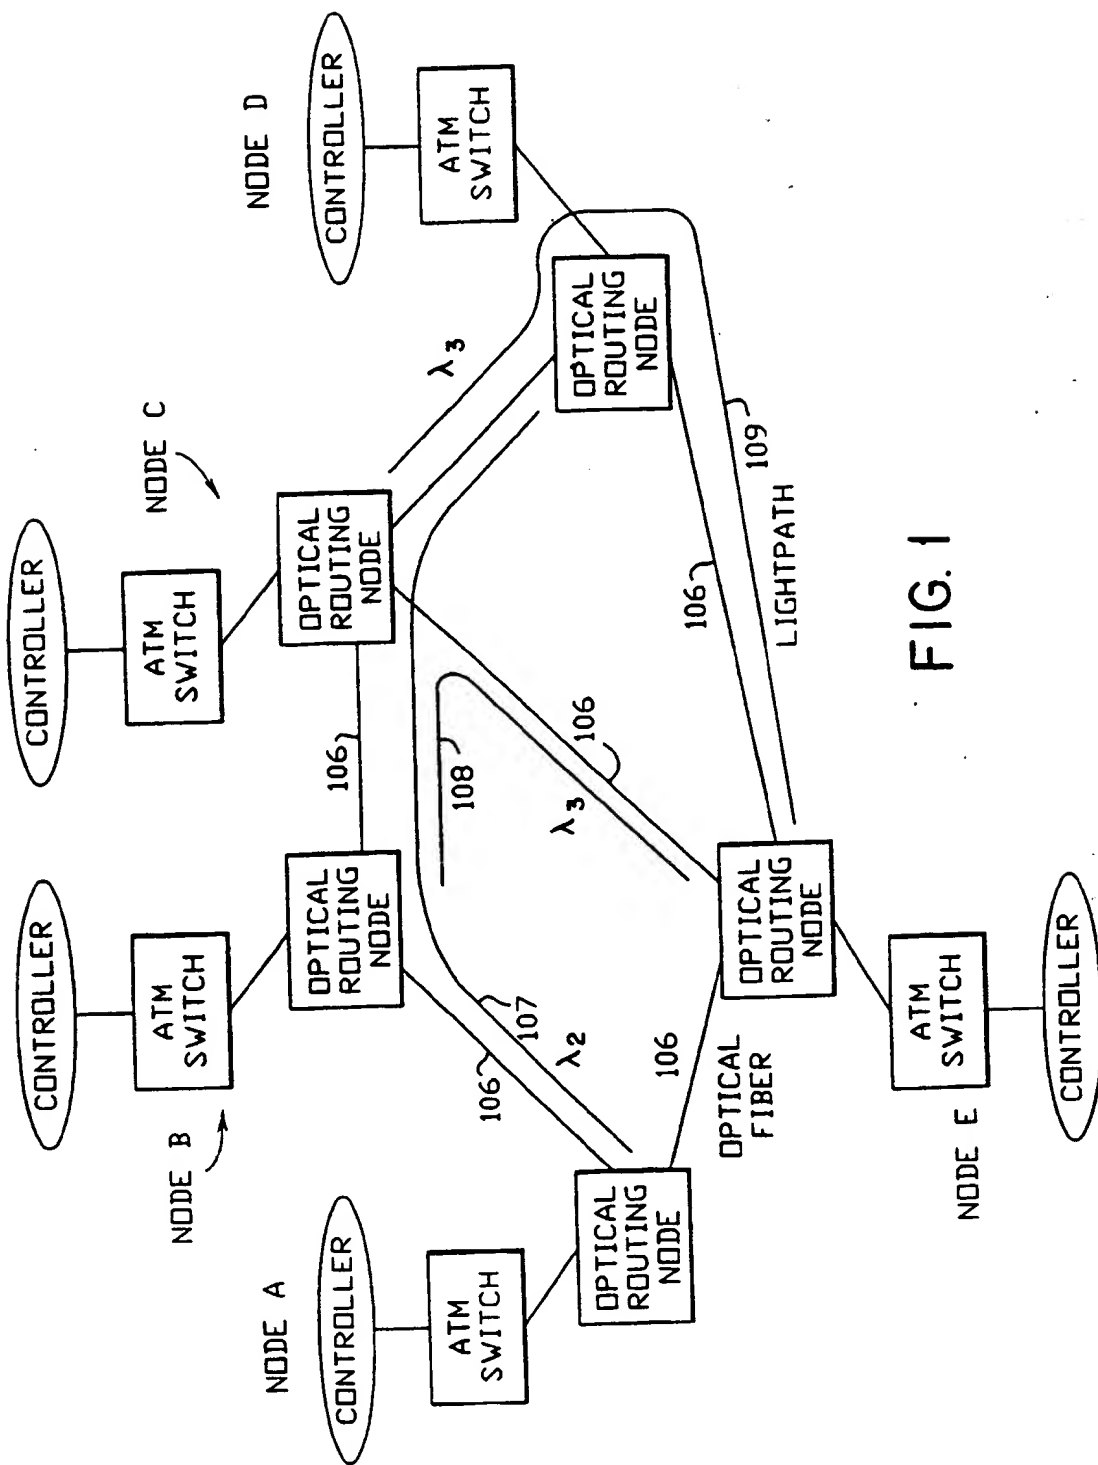 CONTROLLER
ATM
SWITCH
NODE B
OPTICAL
ROUTING
NODE
CONTROLLER
ATM
SWITCH
NODE C
OPTICAL
ROUTING
NODE
NODE A
CONTROLLER
ATM
SWITCH
OPTICAL
ROUTING
NODE
NODE D
CONTROLLER
ATM
SWITCH
OPTICAL
ROUTING
NODE
106
λ3
108
106
107
λ2
106
λ3
106
OPTICAL
FIBER
106
109
LIGHTPATH
OPTICAL
ROUTING
NODE
ATM
SWITCH
NODE E
CONTROLLER
FIG. 1